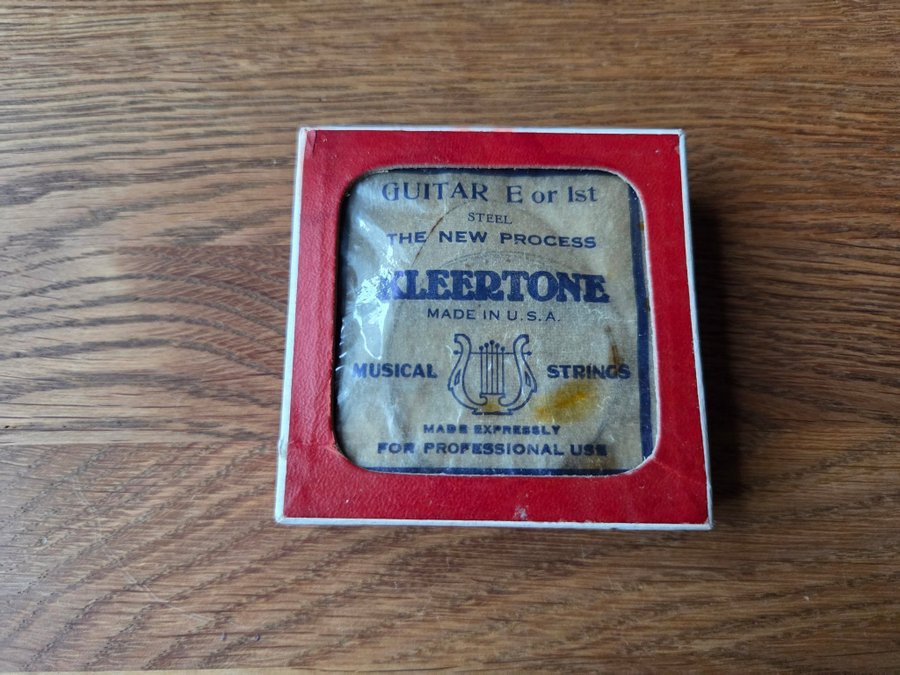 GUITAR E or 1st
STEEL
THE NEW PROCESS
KLEERTONE
MADE IN U.S.A.
MUSICAL STRINGS
MADE EXPRESSLY
FOR PROFESSIONAL USE